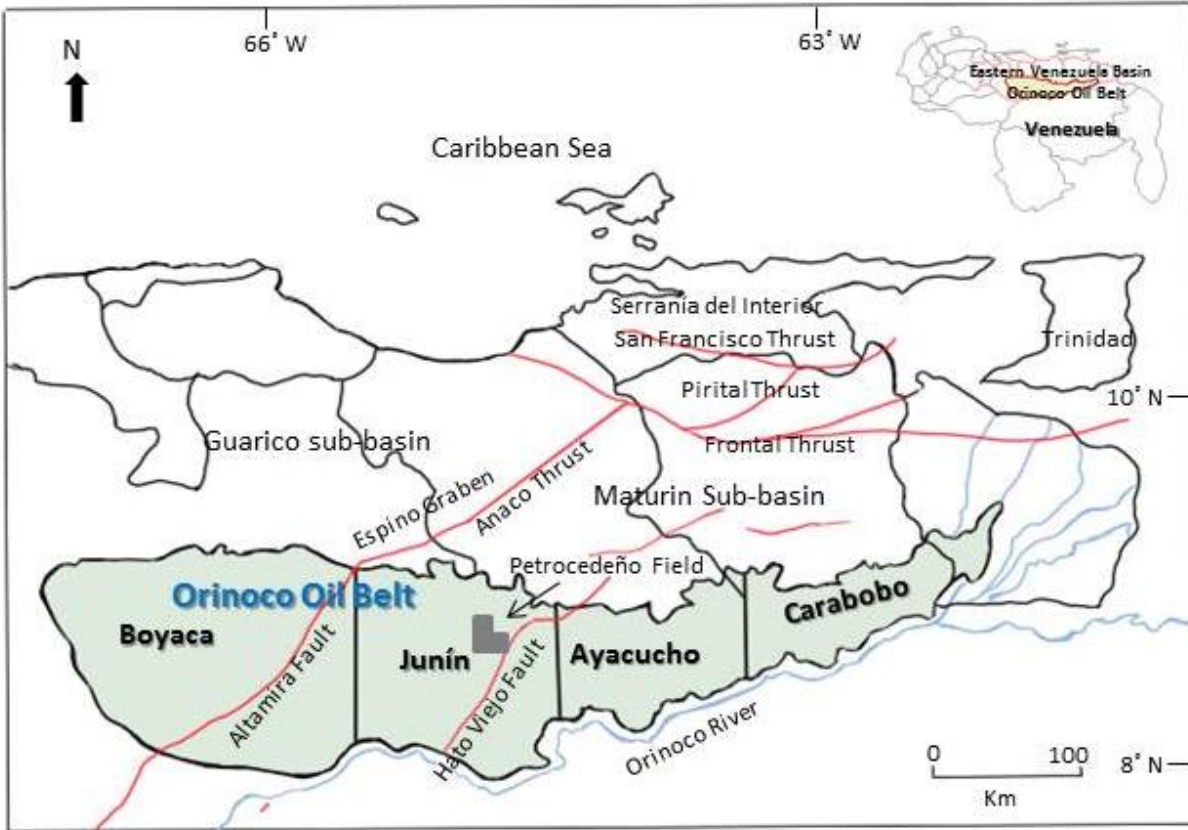 66° W
63° W
N
Eastern Venezuela Basin
Orinoco Oil Belt
Venezuela
Caribbean Sea
Serranía del Interior
San Francisco Thrust
Trinidad
Pirital Thrust
10° N
Guarico sub-basin
Frontal Thrust
Espino Graben
Anaco Thrust
Maturin Sub-basin
Petrocedeño Field
Orinoco Oil Belt
Boyaca
Altamira Fault
Junín
Hato Viejo Fault
Ayacucho
Carabobo
Orinoco River
0 100
Km
8° N